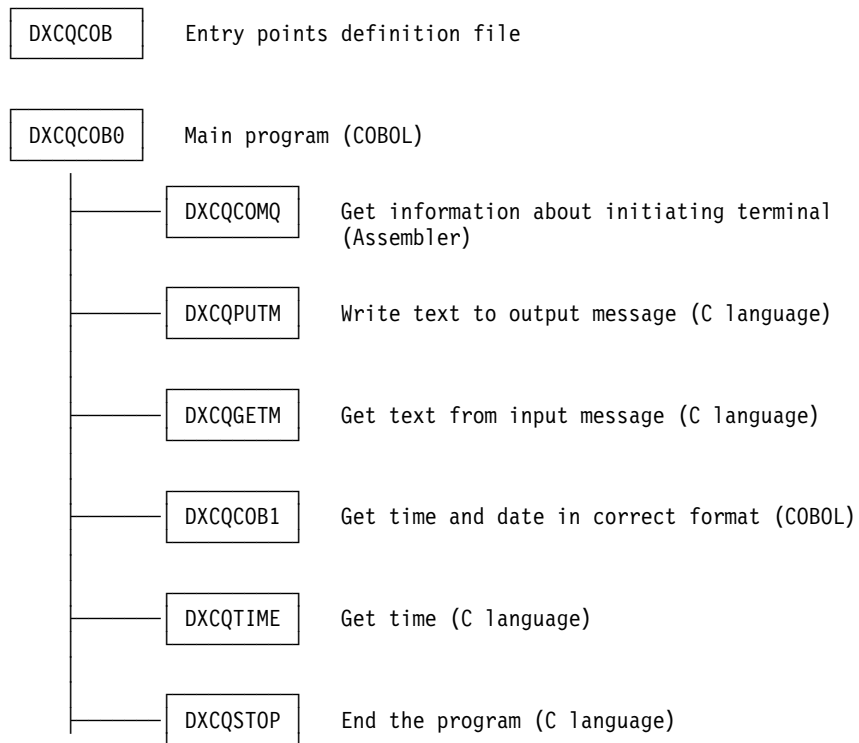 DXCQCOB Entry points definition file
DXCQCOB0 Main program (COBOL)
DXCQCOMQ Get information about initiating terminal
(Assembler)
DXCQPUTM Write text to output message (C language)
DXCQGETM Get text from input message (C language)
DXCQCOB1 Get time and date in correct format (COBOL)
DXCQTIME Get time (C language)
DXCQSTOP End the program (C language)